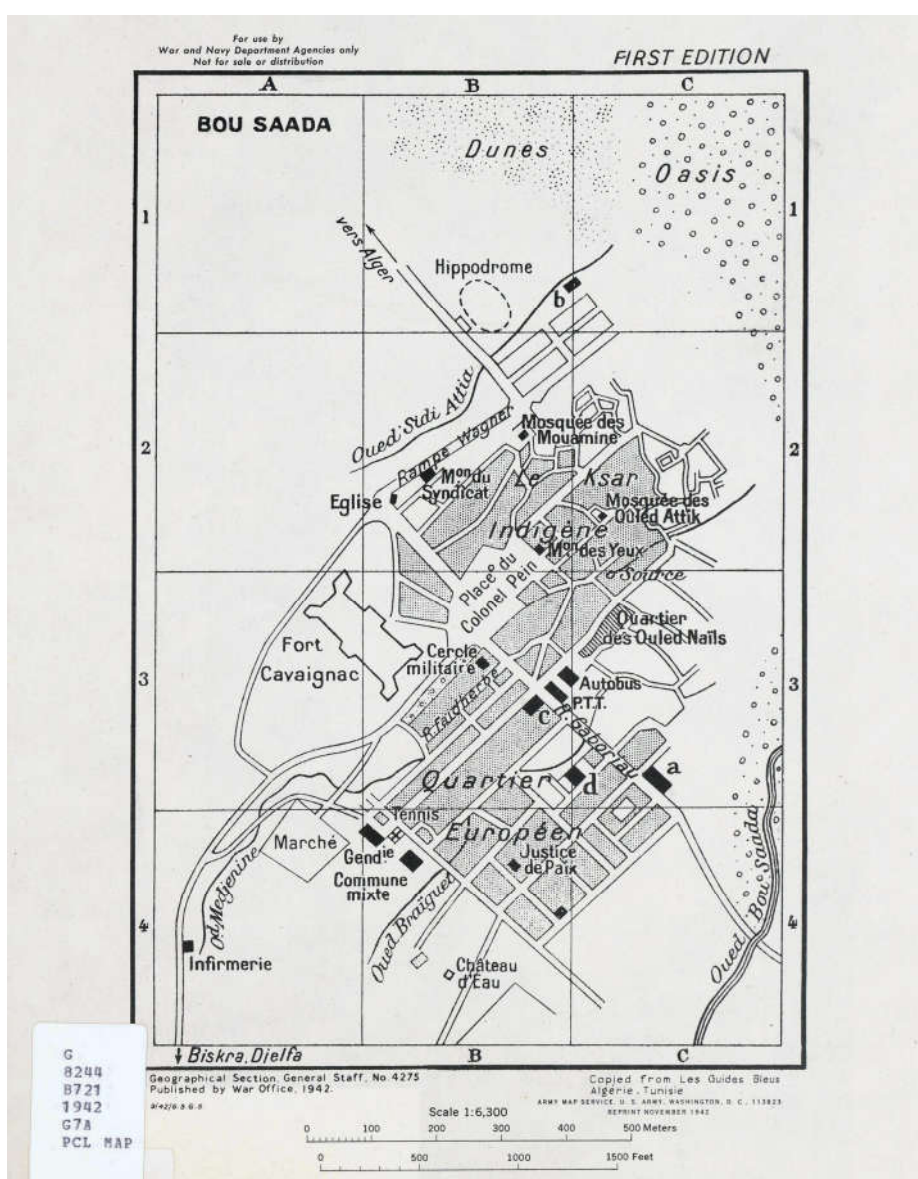 For use by
War and Navy Department Agencies only
Not for sale or distribution
FIRST EDITION
A
B
C
BOU SAADA
Dunes
Oasis
1
1
vers Alger
Hippodrome
b
Oued Sidi Attia
Rampe Wagner
Mosquée des
Mouamine
2
2
Mon du
Syndicat
Le Ksar
Eglise
Mosquée des
Ouled Attik
Indigène
Mon des Yeux
Place du
Colonel Pein
Source
Quartier
des Ouled Naïls
Fort
Cavaignac
Cercle
militaire
3
3
Autobus
P.T.T.
R. Faidherbe
c
R. Gaboriau
a
Quartier
d
Tennis
Européen
Marché
Gendie
Justice
de Paix
Commune
mixte
Od Medjenine
Oued Braïguet
Oued Bou Saada
4
4
Infirmerie
Château
d'Eau
Biskra, Djelfa
B
C
G
8244
B721
1942
G7A
PCL MAP
Geographical Section, General Staff, No. 4275
Published by War Office, 1942.
Copied from Les Guides Bleus
Algérie-Tunisie
ARMY MAP SERVICE, U. S. ARMY, WASHINGTON, D. C., 113823
REPRINT NOVEMBER 1942
Scale 1:6,300
0 100 200 300 400 500 Meters
0 500 1000 1500 Feet